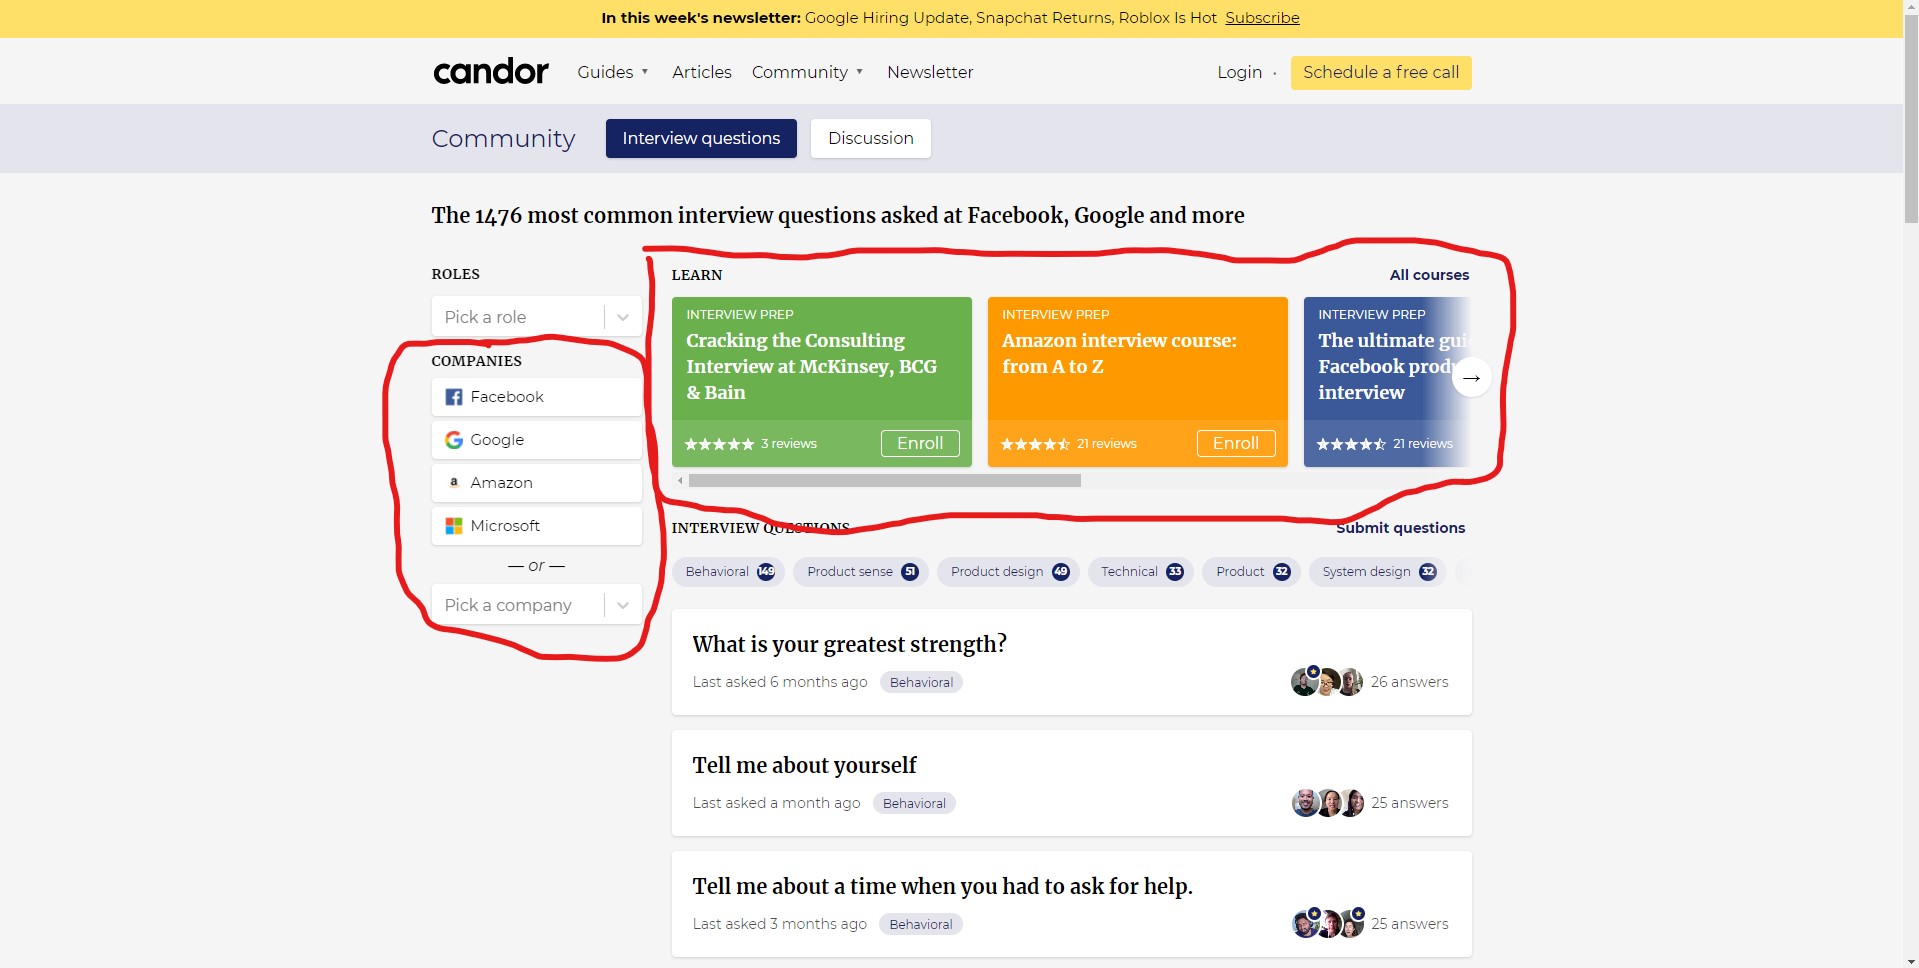 In this week's newsletter: Google Hiring Update, Snapchat Returns, Roblox Is Hot Subscribe
candor Guides Articles Community Newsletter Login · Schedule a free call
Community Interview questions Discussion
The 1476 most common interview questions asked at Facebook, Google and more
ROLES
Pick a role
COMPANIES
Facebook
Google
Amazon
Microsoft
— or —
Pick a company
LEARN All courses
INTERVIEW PREP
Cracking the Consulting
Interview at McKinsey, BCG
& Bain
3 reviews Enroll
INTERVIEW PREP
Amazon interview course:
from A to Z
21 reviews Enroll
INTERVIEW PREP
The ultimate
Facebook
interview
21 reviews
INTERVIEW QUESTIONS Submit questions
Behavioral 149 Product sense 51 Product design 49 Technical 33 Product 32 System design 32
What is your greatest strength?
Last asked 6 months ago Behavioral 26 answers
Tell me about yourself
Last asked a month ago Behavioral 25 answers
Tell me about a time when you had to ask for help.
Last asked 3 months ago Behavioral 25 answers